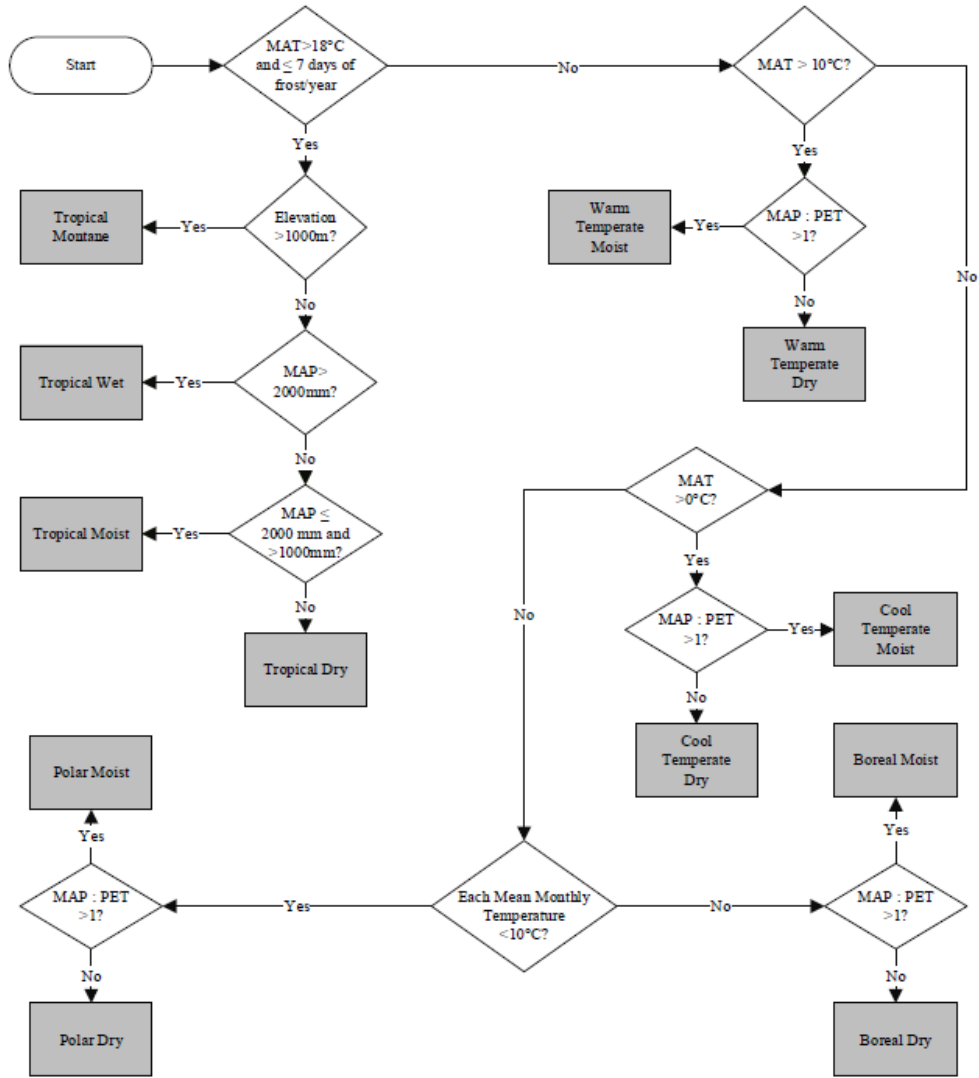 Start
MAT>18°C
and ≤ 7 days of
frost/year
No
MAT > 10°C?
No
Yes
Yes
Tropical
Montane
Yes
Elevation
>1000m?
Warm
Temperate
Moist
Yes
MAP : PET
>1?
No
No
Warm
Temperate
Dry
Tropical Wet
Yes
MAP>
2000mm?
No
Tropical Moist
Yes
MAP ≤
2000 mm and
>1000mm?
No
Tropical Dry
MAT
>0°C?
Yes
No
MAP : PET
>1?
Yes
Cool
Temperate
Moist
No
Cool
Temperate
Dry
Polar Moist
Yes
MAP : PET
>1?
No
Polar Dry
Yes
Each Mean Monthly
Temperature
<10°C?
No
Boreal Moist
Yes
MAP : PET
>1?
No
Boreal Dry